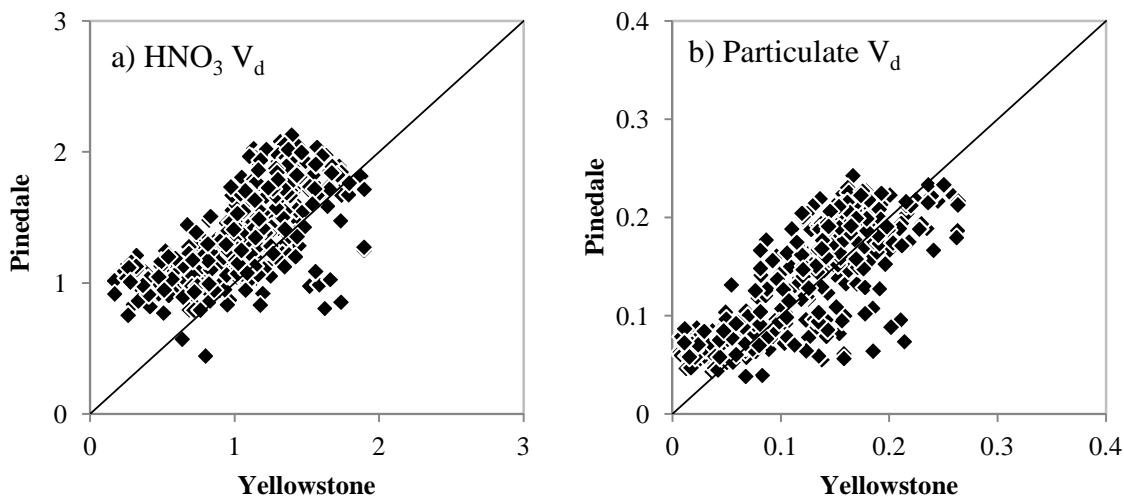 a) HNO3 Vd
3
2
1
0
Pinedale
0 1 2 3
Yellowstone
b) Particulate Vd
0.4
0.3
0.2
0.1
0
Pinedale
0 0.1 0.2 0.3 0.4
Yellowstone